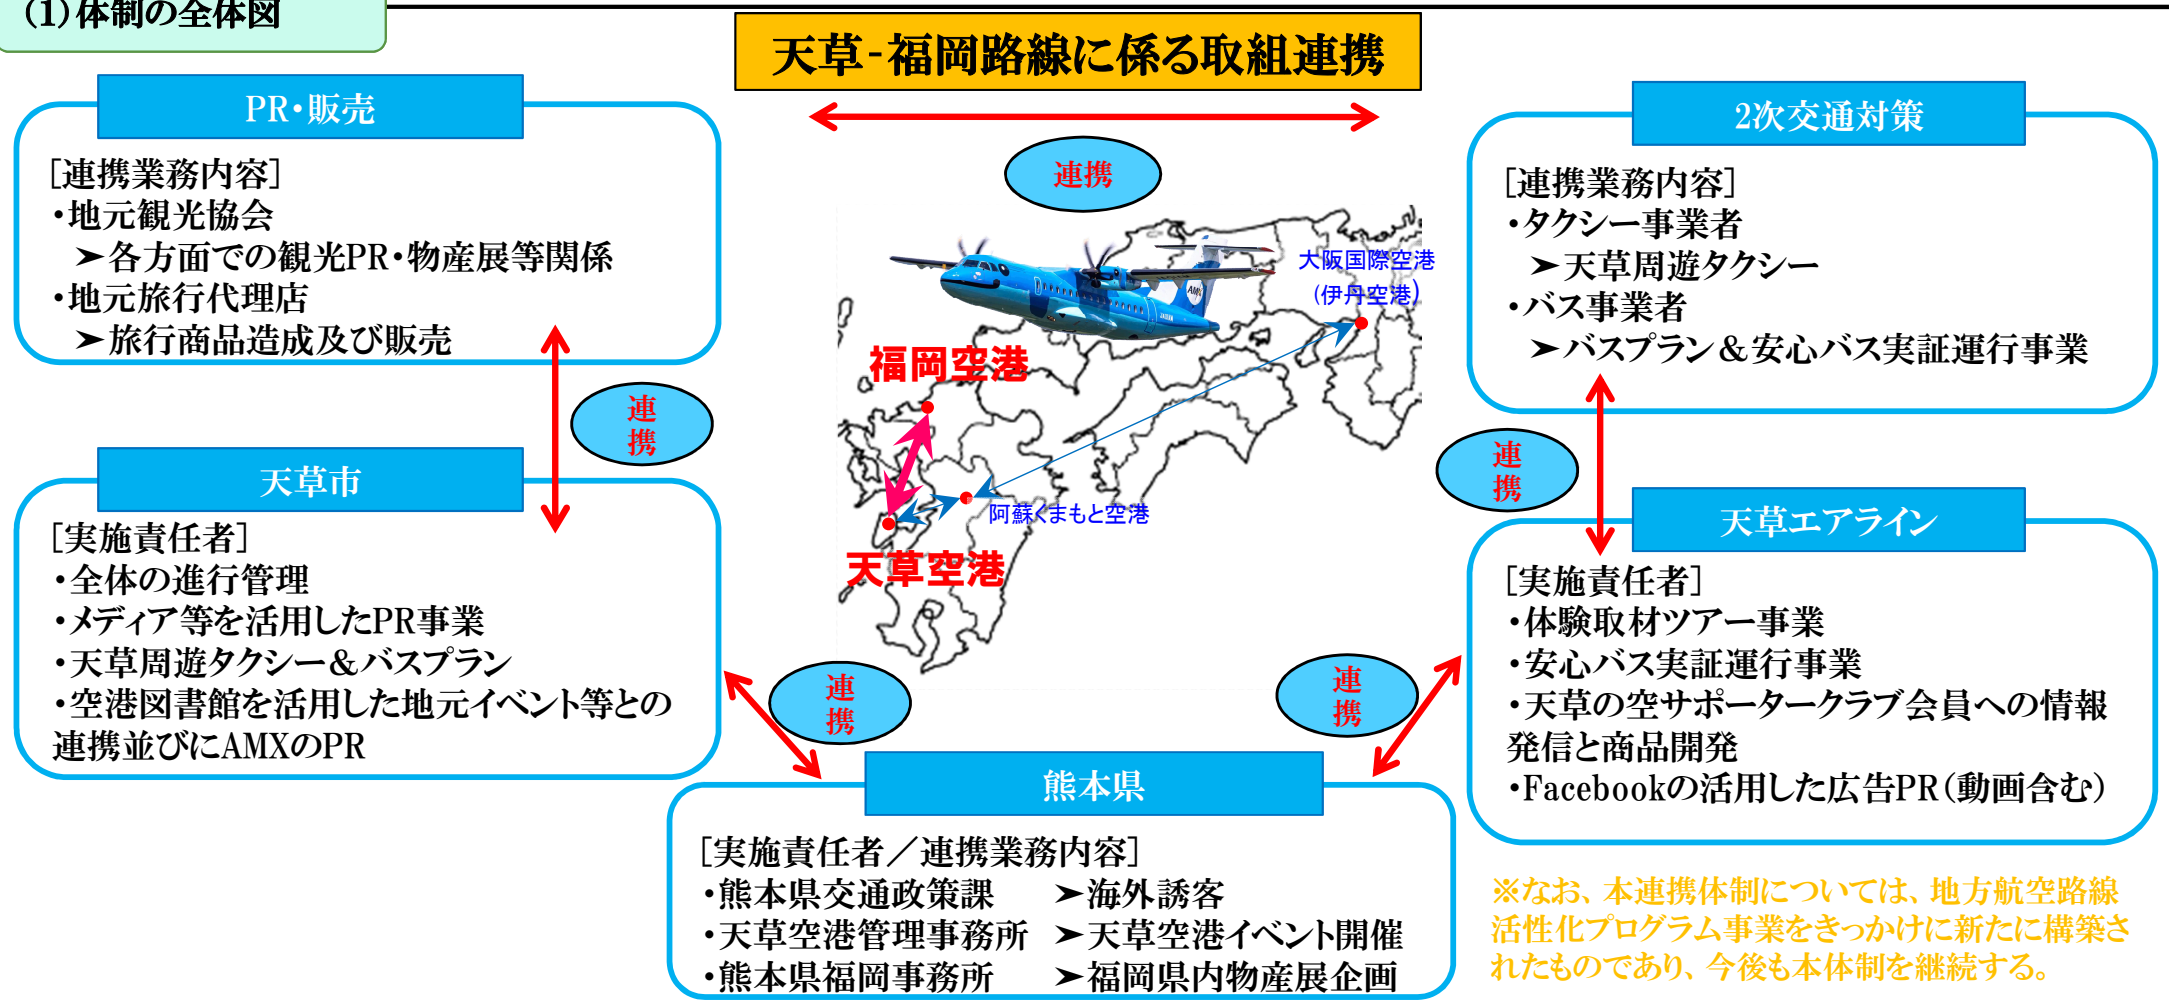 (1)体制の全体図
天草-福岡路線に係る取組連携
連携
PR・販売
[連携業務内容]
・地元観光協会
➤各方面での観光PR・物産展等関係
・地元旅行代理店
➤旅行商品造成及び販売
連
携
天草市
[実施責任者]
・全体の進行管理
・メディア等を活用したPR事業
・天草周遊タクシー＆バスプラン
・空港図書館を活用した地元イベント等との
連携並びにAMXのPR
大阪国際空港
(伊丹空港)
福岡空港
阿蘇くまもと空港
天草空港
2次交通対策
[連携業務内容]
・タクシー事業者
➤天草周遊タクシー
・バス事業者
➤バスプラン＆安心バス実証運行事業
連
携
天草エアライン
[実施責任者]
・体験取材ツアー事業
・安心バス実証運行事業
・天草の空サポータークラブ会員への情報
発信と商品開発
・Facebookの活用した広告PR(動画含む)
連
携
連
携
熊本県
[実施責任者／連携業務内容]
・熊本県交通政策課 ➤海外誘客
・天草空港管理事務所 ➤天草空港イベント開催
・熊本県福岡事務所 ➤福岡県内物産展企画
※なお、本連携体制については、地方航空路線
活性化プログラム事業をきっかけに新たに構築さ
れたものであり、今後も本体制を継続する。